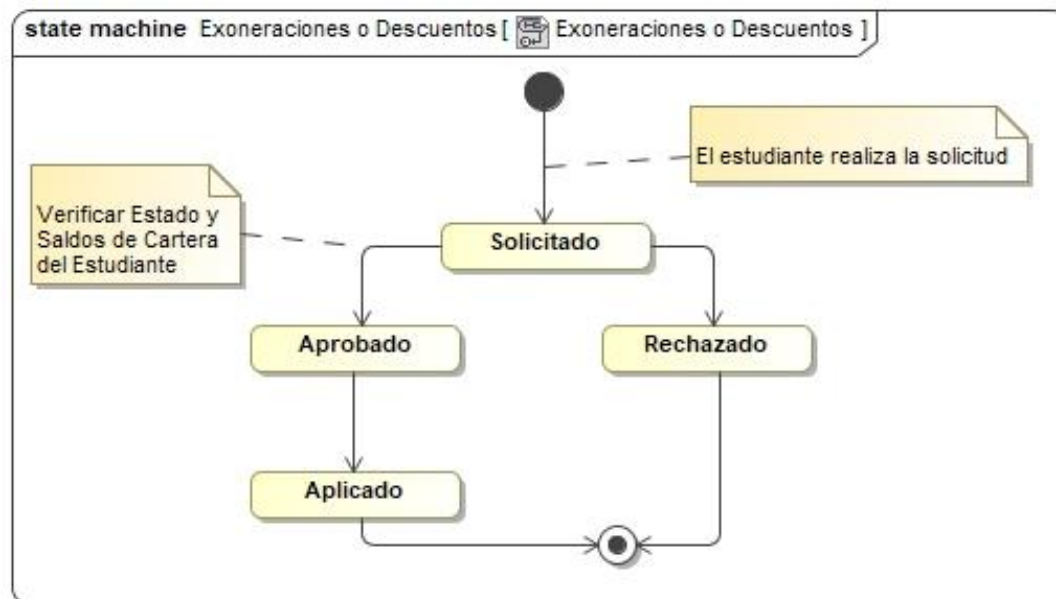 state machine Exoneraciones o Descuentos [ Exoneraciones o Descuentos ]
El estudiante realiza la solicitud
Verificar Estado y
Saldos de Cartera
del Estudiante
Solicitado
Aprobado
Rechazado
Aplicado